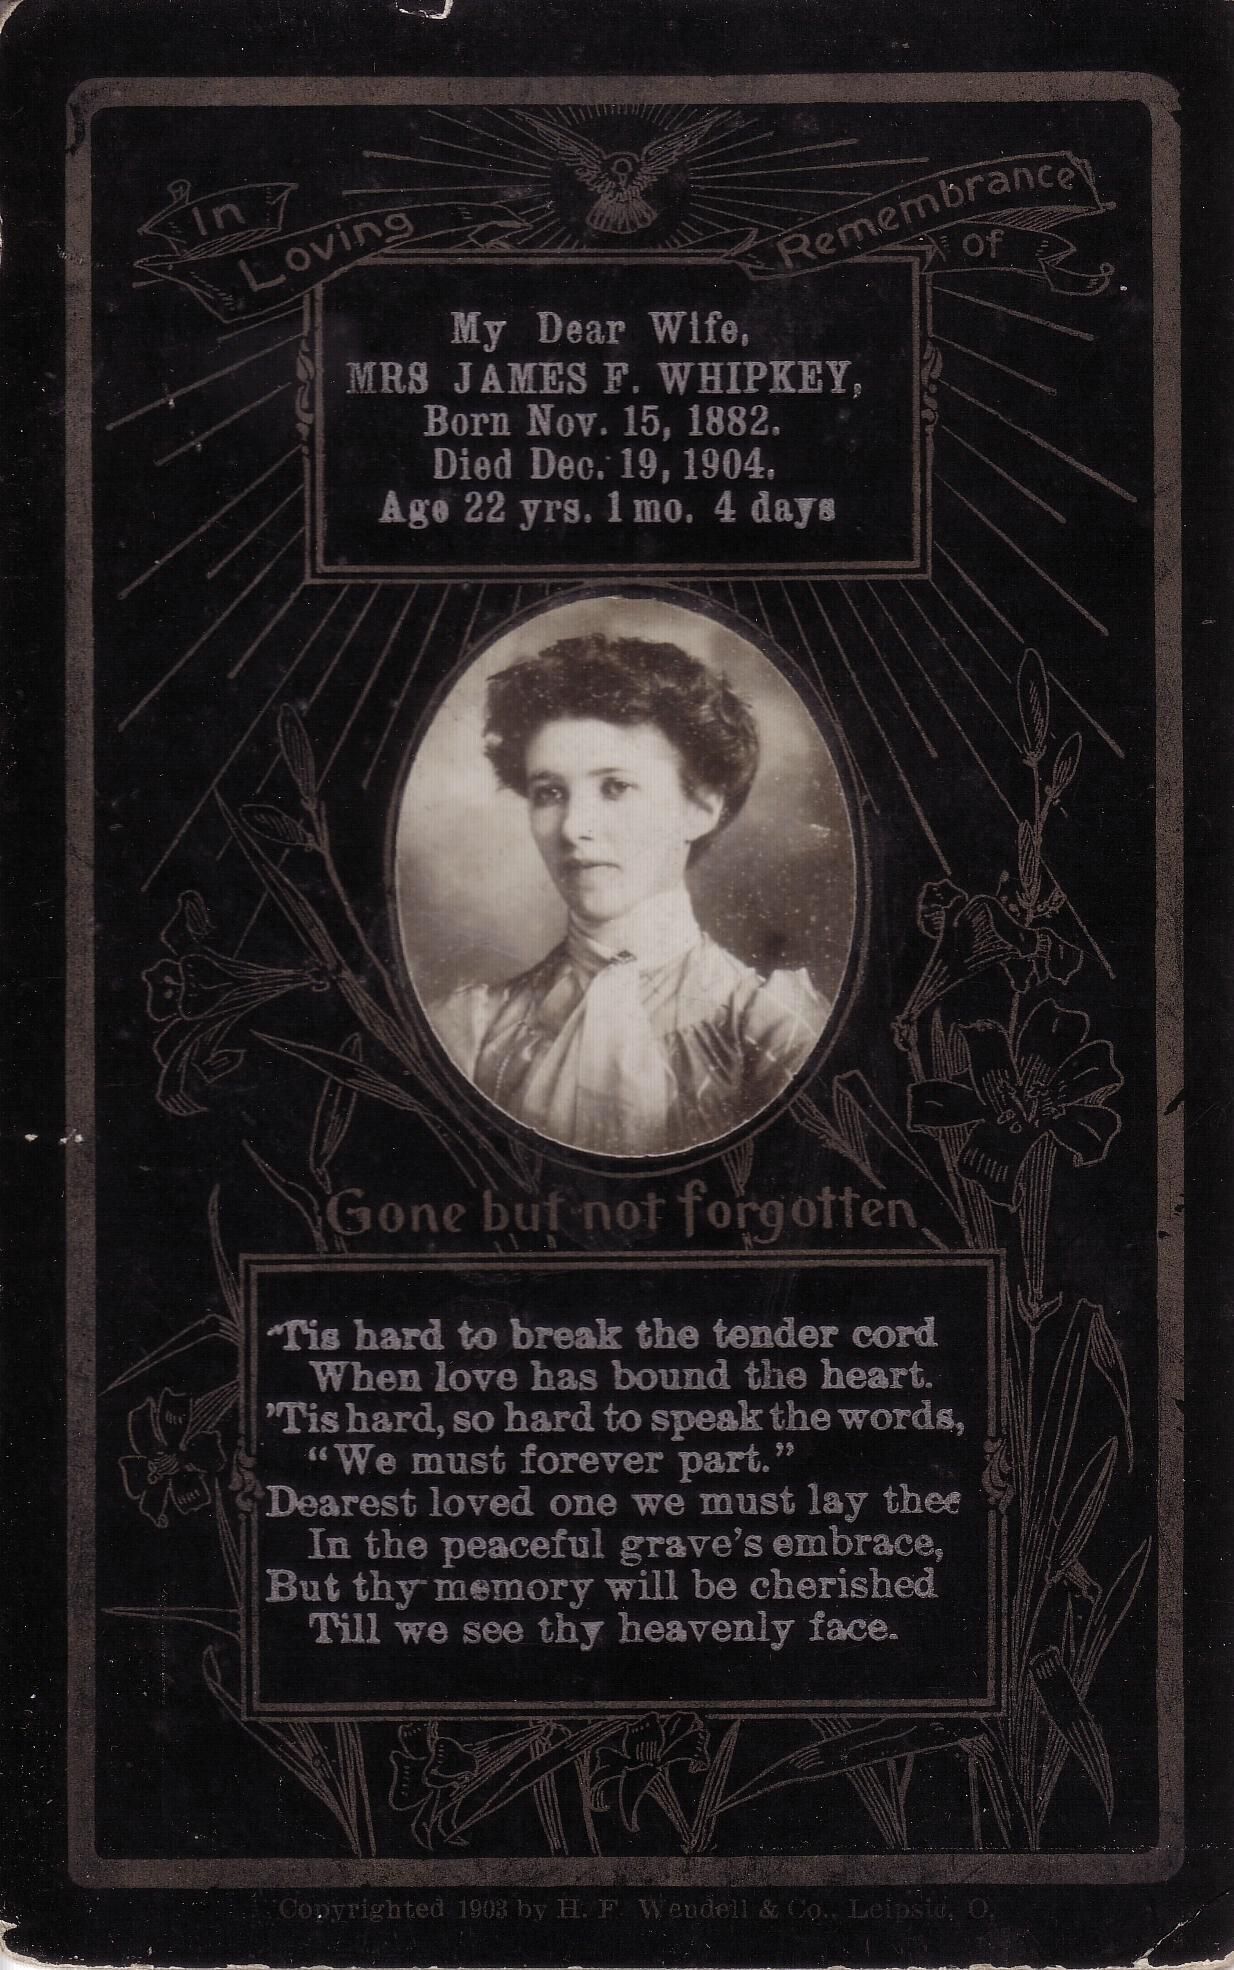 In
Loving
Remembrance
of
My Dear Wife,
MRS JAMES F. WHIPKEY,
Born Nov. 15, 1882.
Died Dec. 19, 1904.
Age 22 yrs. 1 mo. 4 days
Gone but not forgotten
'Tis hard to break the tender cord
When love has bound the heart.
'Tis hard, so hard to speak the words,
"We must forever part."
Dearest loved one we must lay thee
In the peaceful grave's embrace,
But thy memory will be cherished
Till we see thy heavenly face.
Copyrighted 1903 by H. F. Wendell & Co., Leipsic, O.